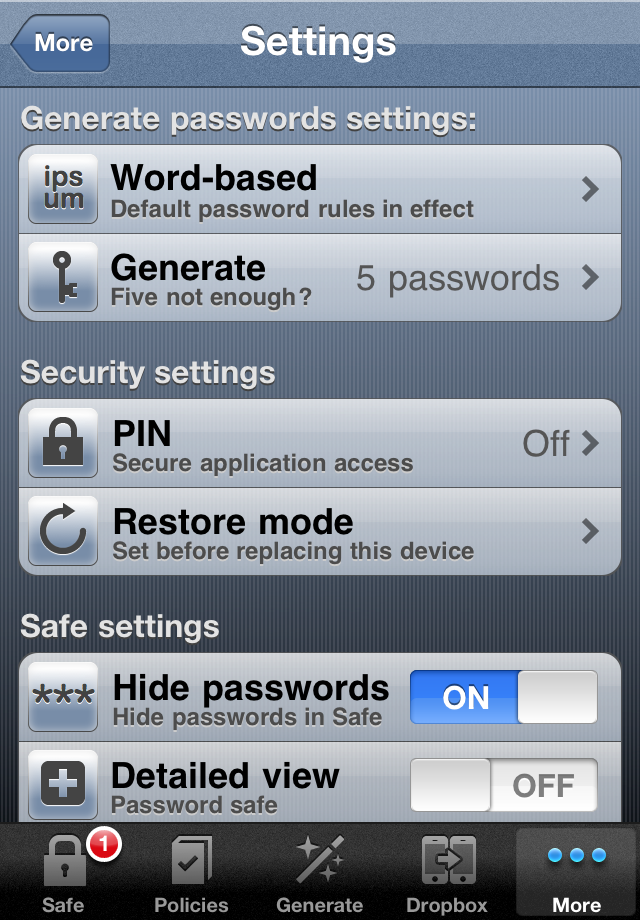 More
Settings
Generate passwords settings:
ips
um
Word-based
Default password rules in effect
Generate
Five not enough?
5 passwords
Security settings
PIN
Secure application access
Off
Restore mode
Set before replacing this device
Safe settings
***
Hide passwords
Hide passwords in Safe
ON
Detailed view
Password safe
OFF
1
Safe
Policies
Generate
Dropbox
More